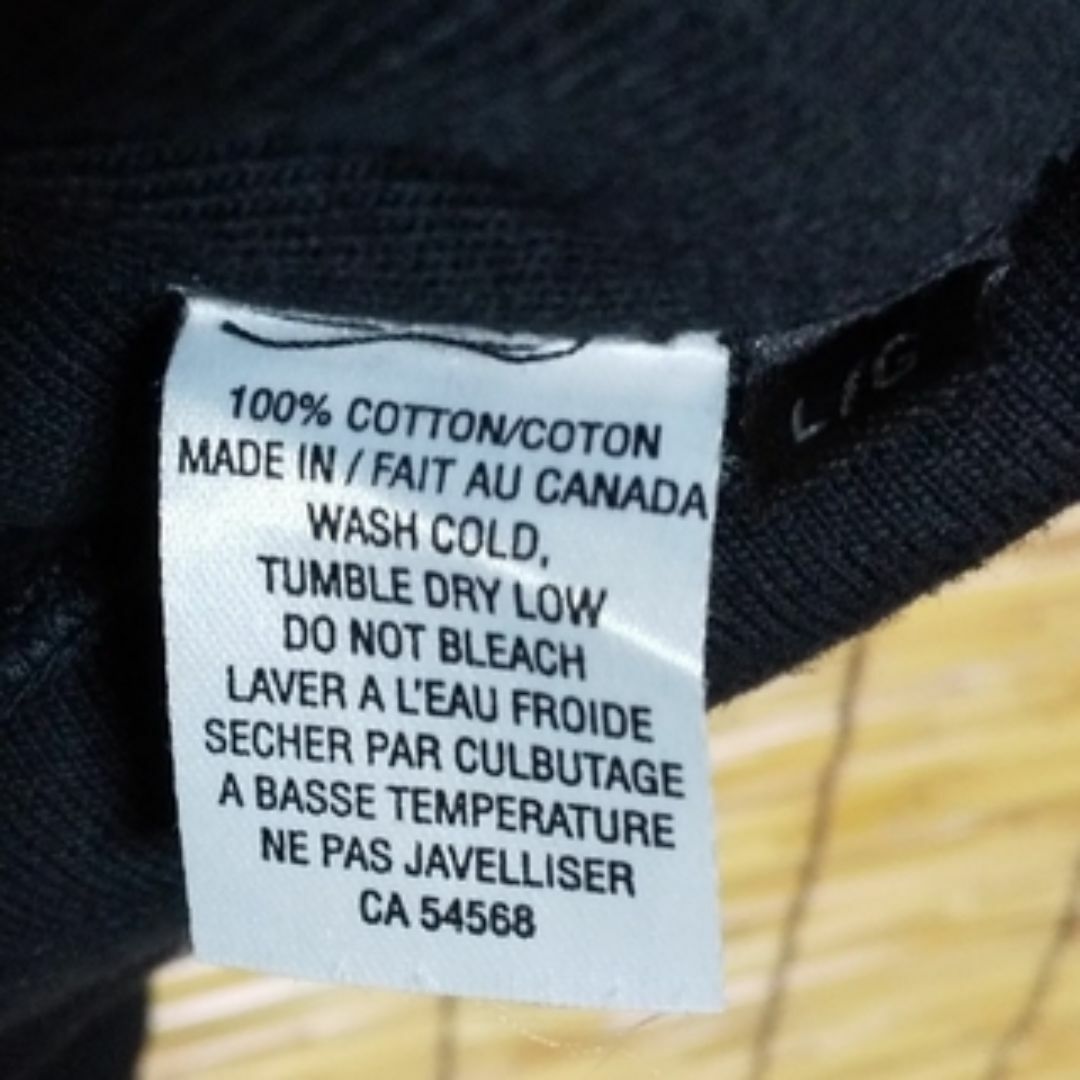 100% COTTON/COTON
MADE IN / FAIT AU CANADA
WASH COLD,
TUMBLE DRY LOW
DO NOT BLEACH
LAVER A L'EAU FROIDE
SECHER PAR CULBUTAGE
A BASSE TEMPERATURE
NE PAS JAVELLISER
CA 54568
L/G